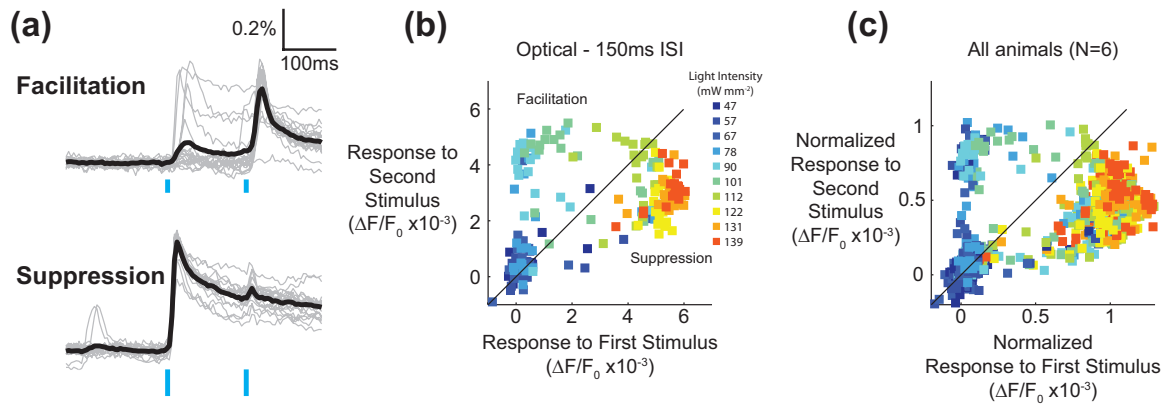 (a)
0.2%
100ms
Facilitation
Suppression
(b)
Optical - 150ms ISI
Response to
Second
Stimulus
(ΔF/F₀ x10⁻³)
Facilitation
Light Intensity
(mW mm⁻²)
47
57
67
78
90
101
112
122
131
139
Suppression
6
4
2
0
0
2
4
6
Response to First Stimulus
(ΔF/F₀ x10⁻³)
(c)
All animals (N=6)
Normalized
Response to
Second
Stimulus
(ΔF/F₀ x10⁻³)
1
0.5
0
0
0.5
1
Normalized
Response to First Stimulus
(ΔF/F₀ x10⁻³)